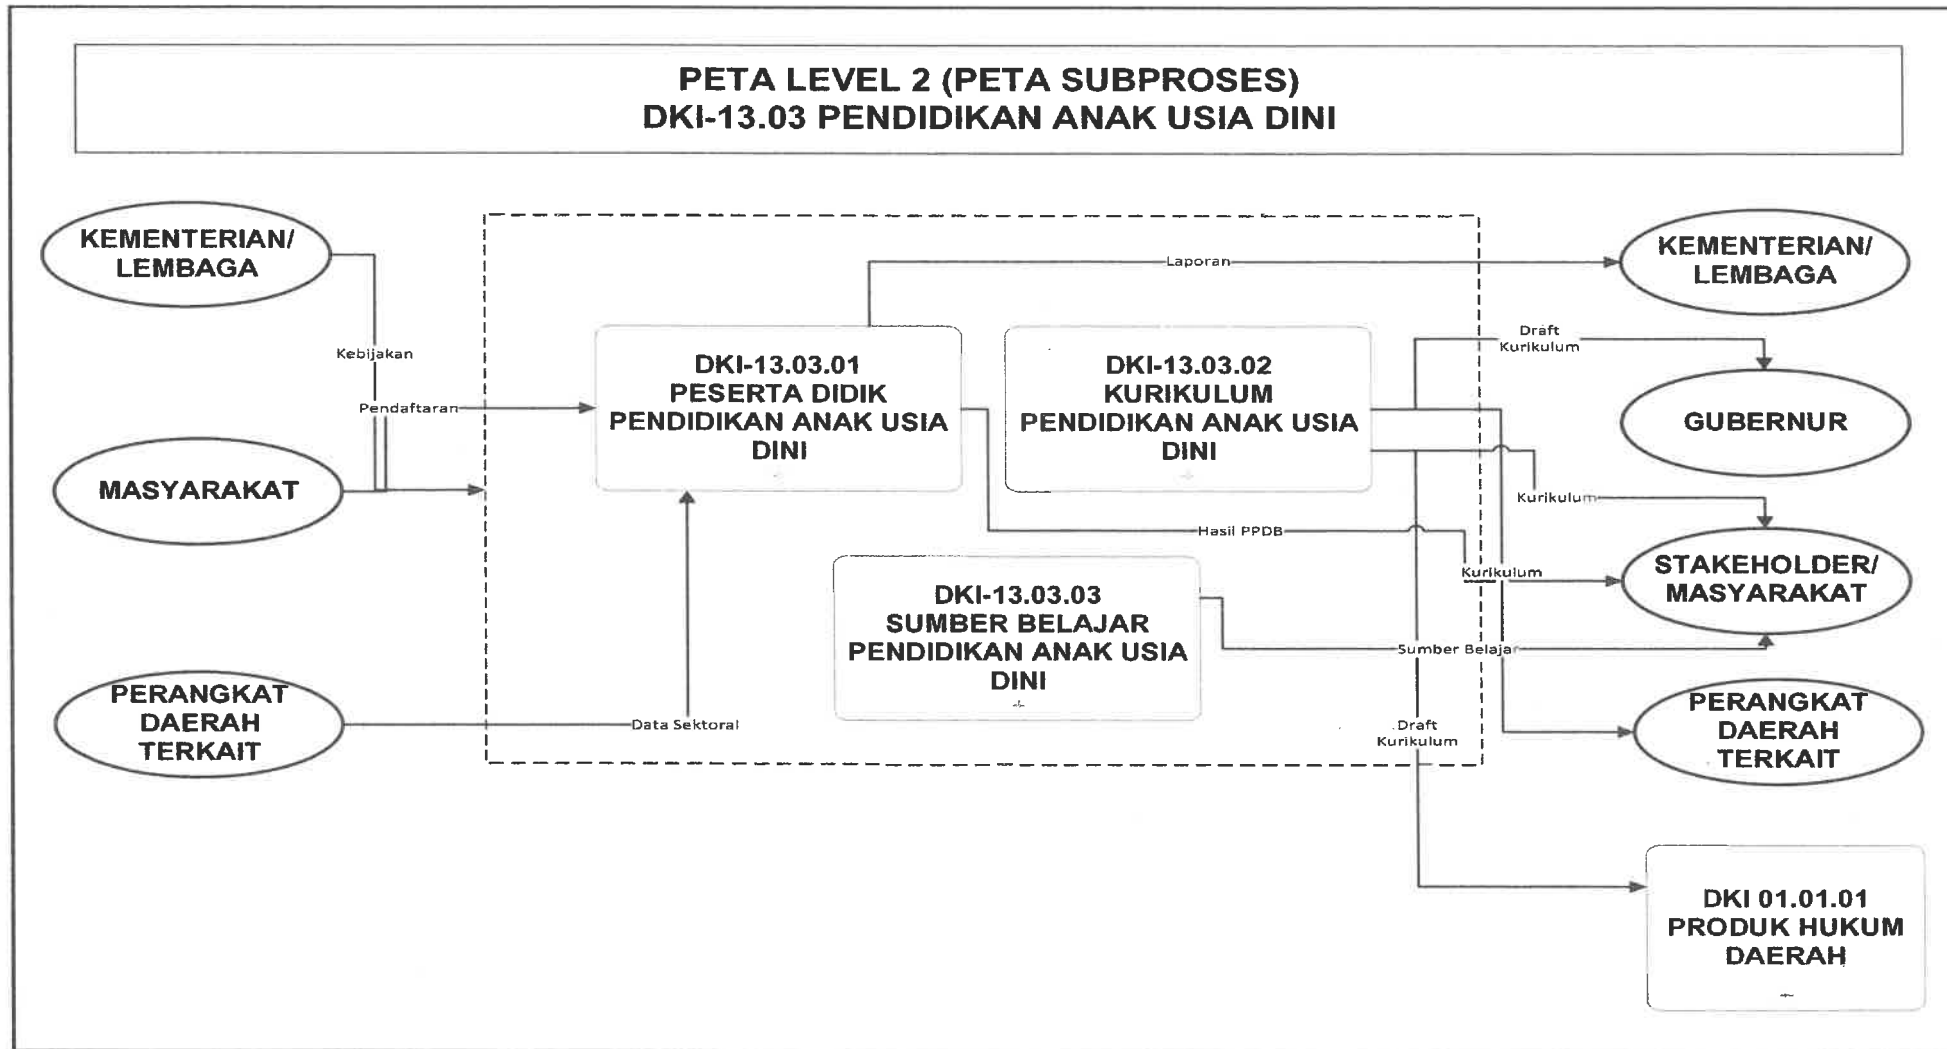 PETA LEVEL 2 (PETA SUBPROSES)
DKI-13.03 PENDIDIKAN ANAK USIA DINI
KEMENTERIAN/
LEMBAGA
MASYARAKAT
PERANGKAT
DAERAH
TERKAIT
Kebijakan
Pendaftaran
Data Sektoral
DKI-13.03.01
PESERTA DIDIK
PENDIDIKAN ANAK USIA
DINI
DKI-13.03.02
KURIKULUM
PENDIDIKAN ANAK USIA
DINI
DKI-13.03.03
SUMBER BELAJAR
PENDIDIKAN ANAK USIA
DINI
Laporan
Draft
Kurikulum
Kurikulum
Hasil PPDB
Kurikulum
Sumber Belajar
Draft
Kurikulum
KEMENTERIAN/
LEMBAGA
GUBERNUR
STAKEHOLDER/
MASYARAKAT
PERANGKAT
DAERAH
TERKAIT
DKI 01.01.01
PRODUK HUKUM
DAERAH